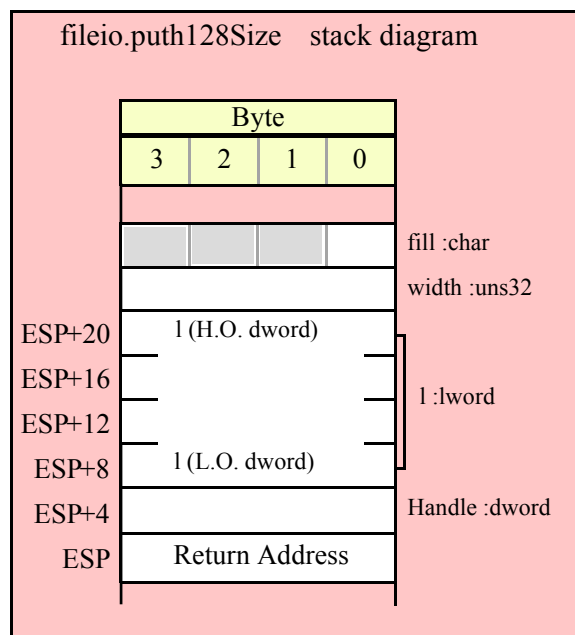 fileio.puth128Size stack diagram
Byte
3 2 1 0
fill :char
width :uns32
ESP+20 l (H.O. dword)
ESP+16
l :lword
ESP+12
ESP+8 l (L.O. dword)
ESP+4 Handle :dword
ESP Return Address